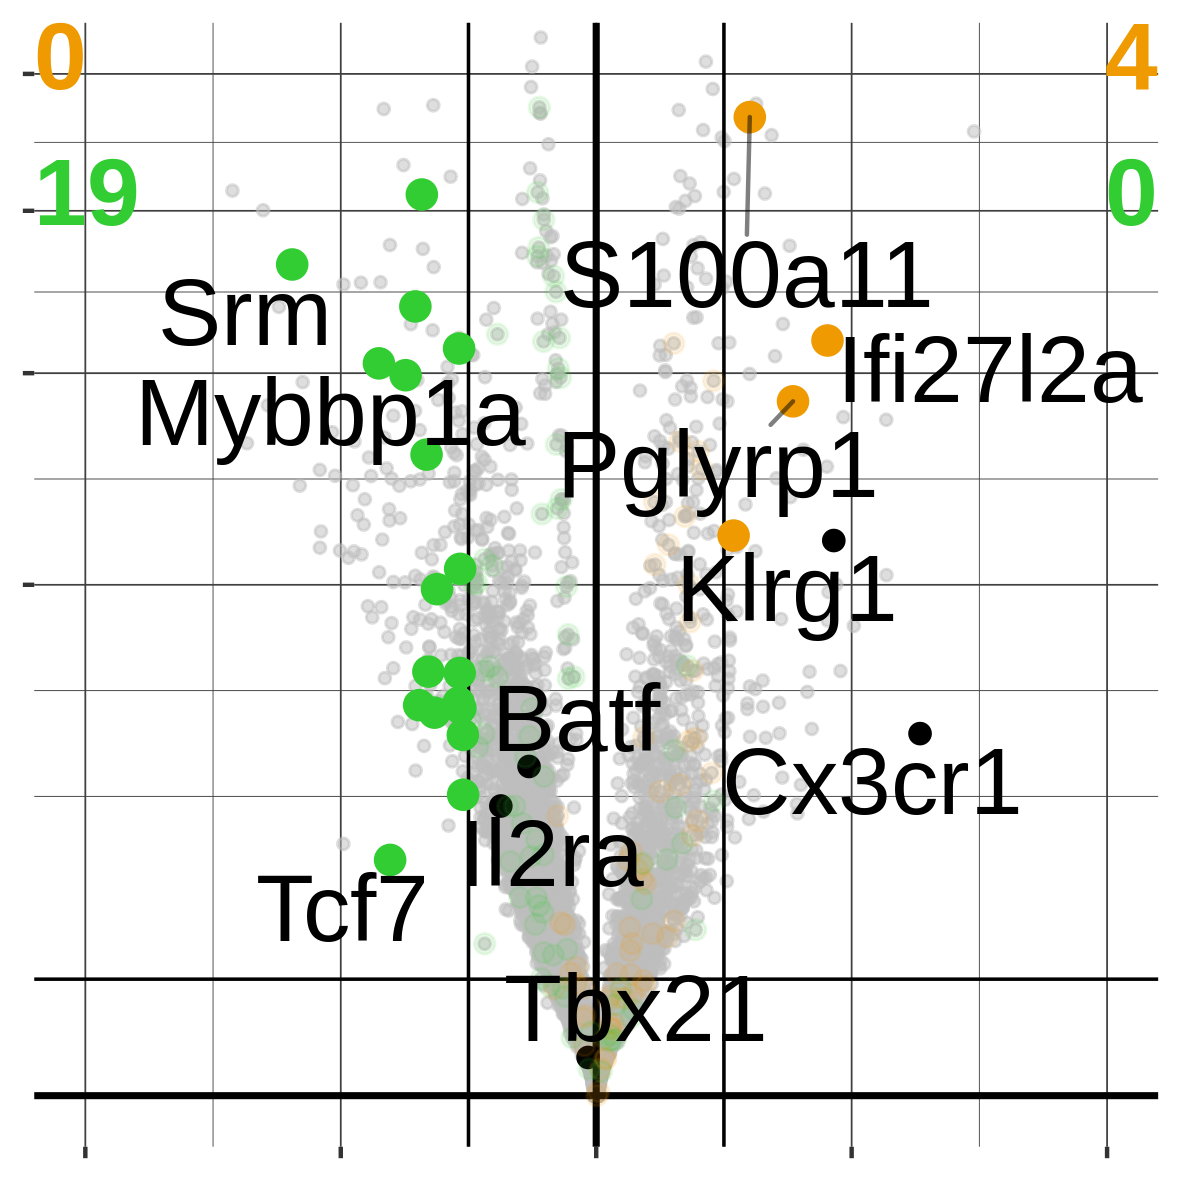 0 4
19 0
S100a11
Srm
Ifi27l2a
Mybbp1a
Pglyrp1
Klrg1
Batf
Cx3cr1
Il2ra
Tcf7
Tbx21